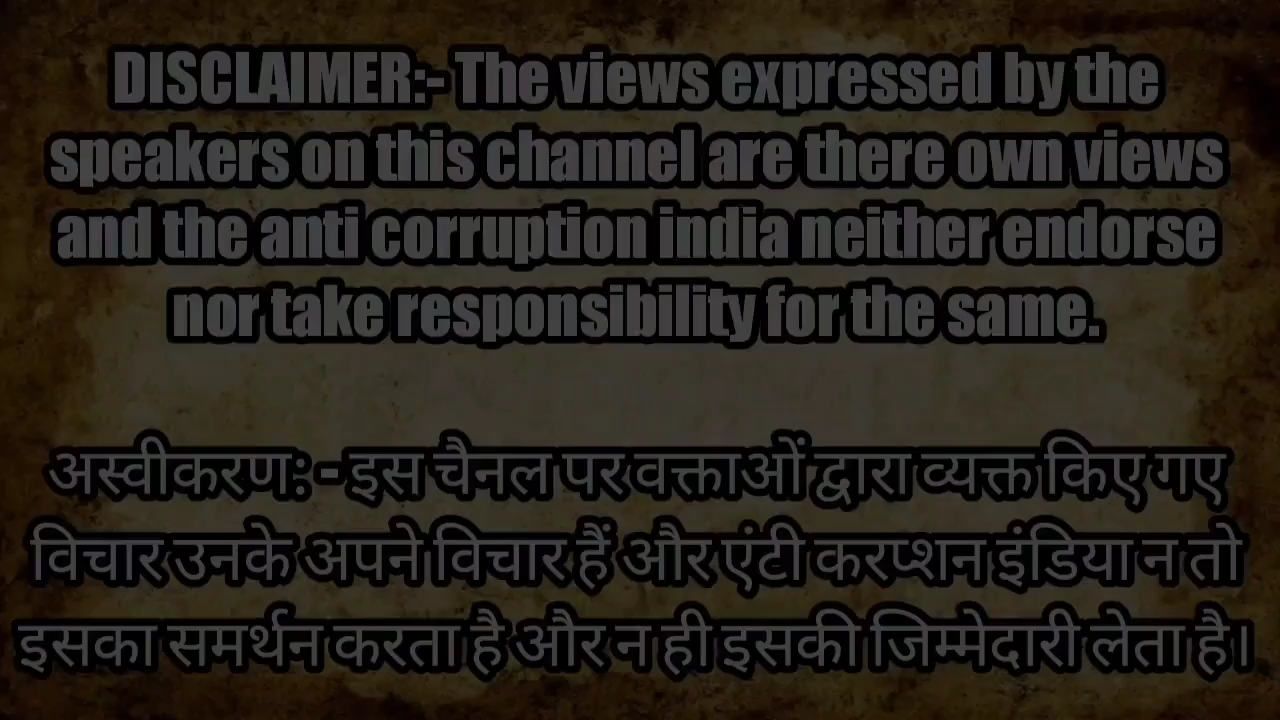 DISCLAIMER:- The views expressed by the
speakers on this channel are there own views
and the anti corruption india neither endorse
nor take responsibility for the same.
अस्वीकरण: - इस चैनल पर वक्ताओं द्वारा व्यक्त किए गए
विचार उनके अपने विचार हैं और एंटी करप्शन इंडिया न तो
इसका समर्थन करता है और न ही इसकी जिम्मेदारी लेता है।